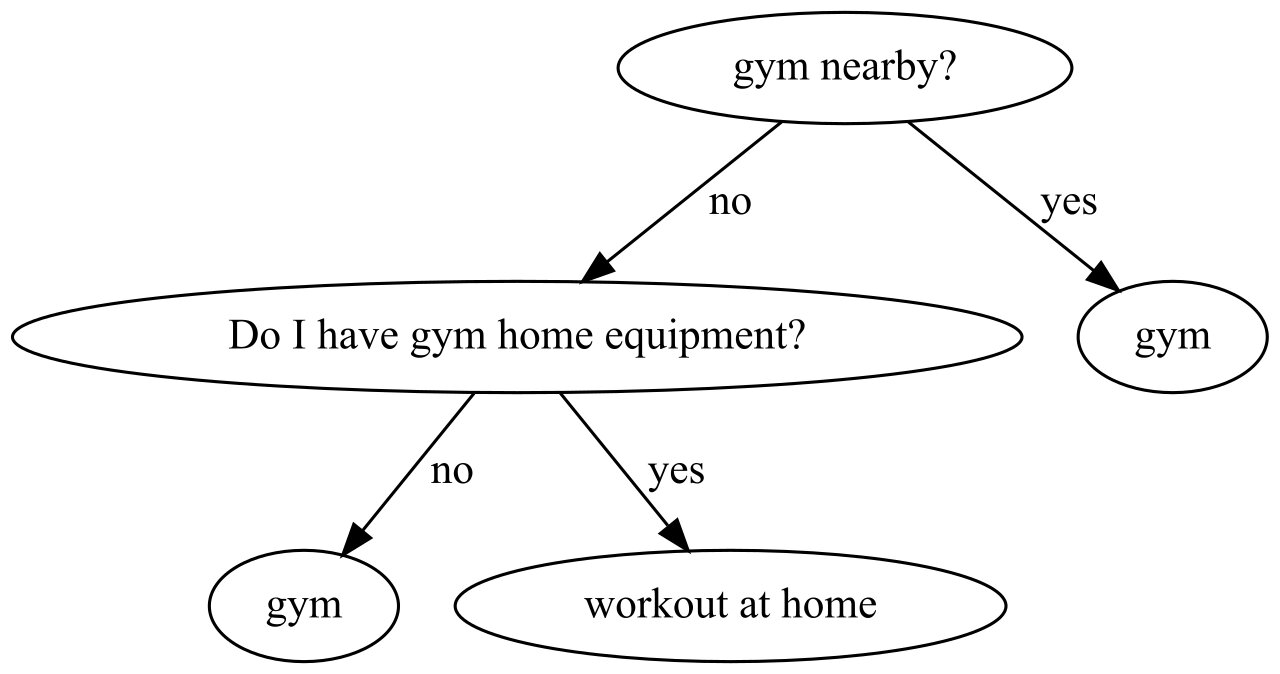 gym nearby?
no
yes
Do I have gym home equipment?
gym
no
yes
gym
workout at home